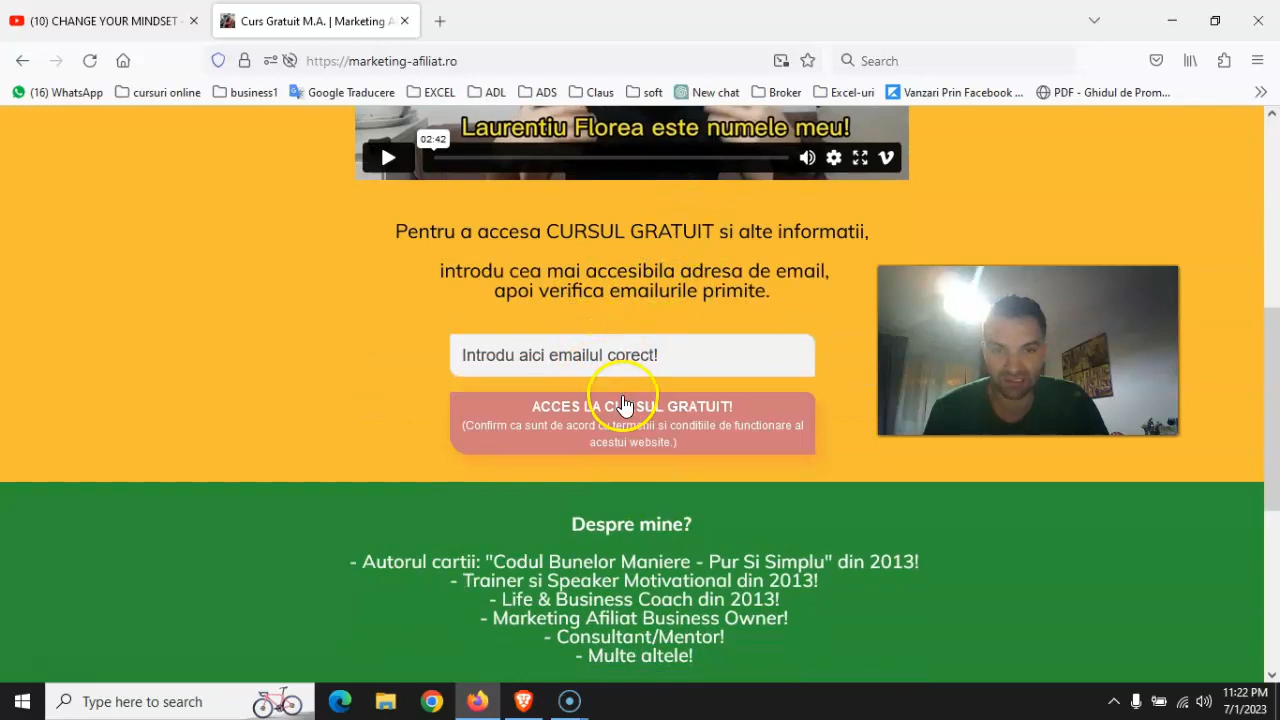 (10) CHANGE YOUR MINDSET
Curs Gratuit M.A. | Marketing A
https://marketing-afiliat.ro
Search
(16) WhatsApp
cursuri online
business1
Google Traducere
EXCEL
ADL
ADS
Claus
soft
New chat
Broker
Excel-uri
Vanzari Prin Facebook ...
PDF - Ghidul de Prom...
Laurentiu Florea este numele meu!
02:42
Pentru a accesa CURSUL GRATUIT si alte informatii,
introdu cea mai accesibila adresa de email,
apoi verifica emailurile primite.
Introdu aici emailul corect!
ACCES LA CURSUL GRATUIT!
(Confirm ca sunt de acord cu termenii si conditiile de functionare al
acestui website.)
Despre mine?
- Autorul cartii: "Codul Bunelor Maniere - Pur Si Simplu" din 2013!
- Trainer si Speaker Motivational din 2013!
- Life & Business Coach din 2013!
- Marketing Afiliat Business Owner!
- Consultant/Mentor!
- Multe altele!
Type here to search
11:22 PM
7/1/2023